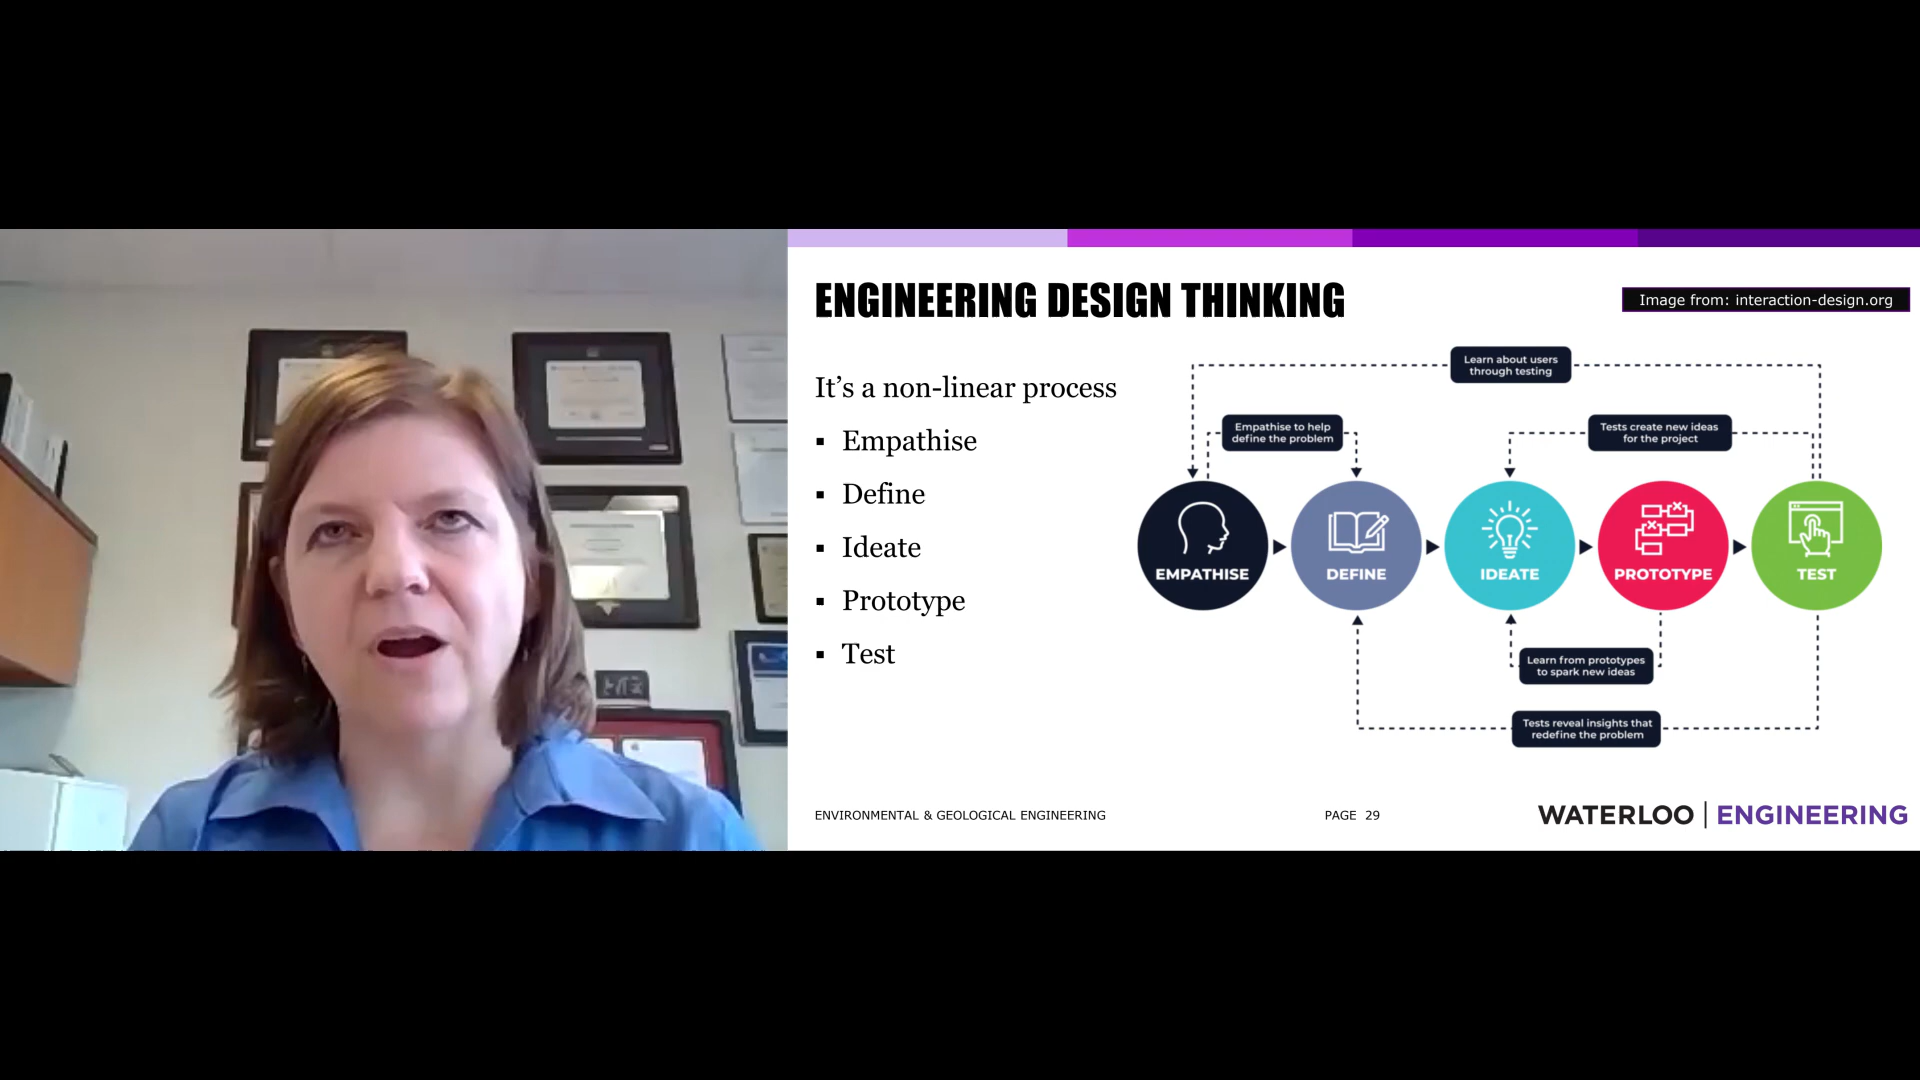 ENGINEERING DESIGN THINKING
Image from: interaction-design.org
It's a non-linear process
▪ Empathise
▪ Define
▪ Ideate
▪ Prototype
▪ Test
Learn about users
through testing
Empathise to help
define the problem
Tests create new ideas
for the project
EMPATHISE
DEFINE
IDEATE
PROTOTYPE
TEST
Learn from prototypes
to spark new ideas
Tests reveal insights that
redefine the problem
ENVIRONMENTAL & GEOLOGICAL ENGINEERING
PAGE 29
WATERLOO | ENGINEERING